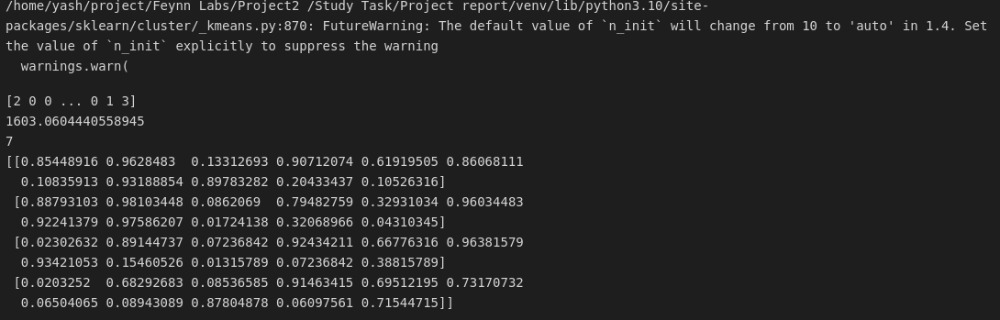 /home/yash/project/Feynn Labs/Project2 /Study Task/Project report/venv/lib/python3.10/site-
packages/sklearn/cluster/_kmeans.py:870: FutureWarning: The default value of `n_init` will change from 10 to 'auto' in 1.4. Set
the value of `n_init` explicitly to suppress the warning
  warnings.warn(
[2 0 0 ... 0 1 3]
1603.0604440558945
7
[[0.85448916 0.9628483  0.13312693 0.90712074 0.61919505 0.86068111
  0.10835913 0.93188854 0.89783282 0.20433437 0.10526316]
 [0.88793103 0.98103448 0.0862069  0.79482759 0.32931034 0.96034483
  0.92241379 0.97586207 0.01724138 0.32068966 0.04310345]
 [0.02302632 0.89144737 0.07236842 0.92434211 0.66776316 0.96381579
  0.93421053 0.15460526 0.01315789 0.07236842 0.38815789]
 [0.0203252  0.68292683 0.08536585 0.91463415 0.69512195 0.73170732
  0.06504065 0.08943089 0.87804878 0.06097561 0.71544715]]